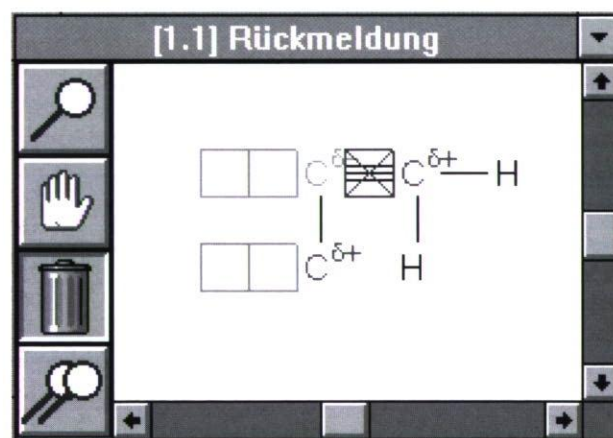 [1.1] Rückmeldung
C δ C δ+ H
C δ+ H